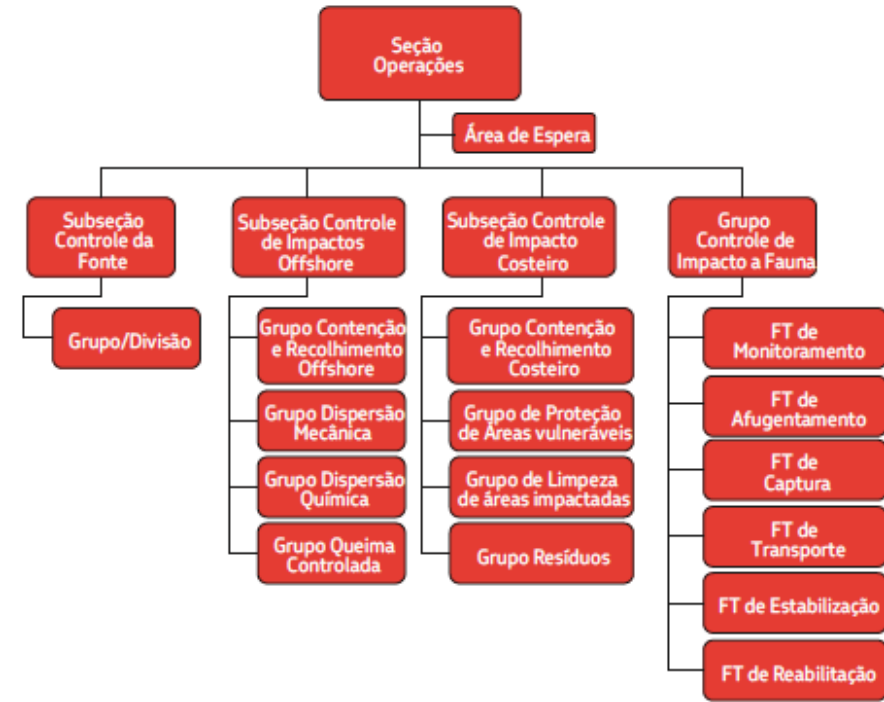 Seção
Operações
Área de Espera
Subseção
Controle da
Fonte
Grupo/Divisão
Subseção Controle
de Impactos
Offshore
Grupo Contenção
e Recolhimento
Offshore
Grupo Dispersão
Mecânica
Grupo Dispersão
Química
Grupo Queima
Controlada
Subseção Controle
de Impacto
Costeiro
Grupo Contenção
e Recolhimento
Costeiro
Grupo de Proteção
de Áreas vulneráveis
Grupo de Limpeza
de áreas impactadas
Grupo Resíduos
Grupo
Controle de
Impacto a Fauna
FT de
Monitoramento
FT de
Afugentamento
FT de
Captura
FT de
Transporte
FT de Estabilização
FT de Reabilitação